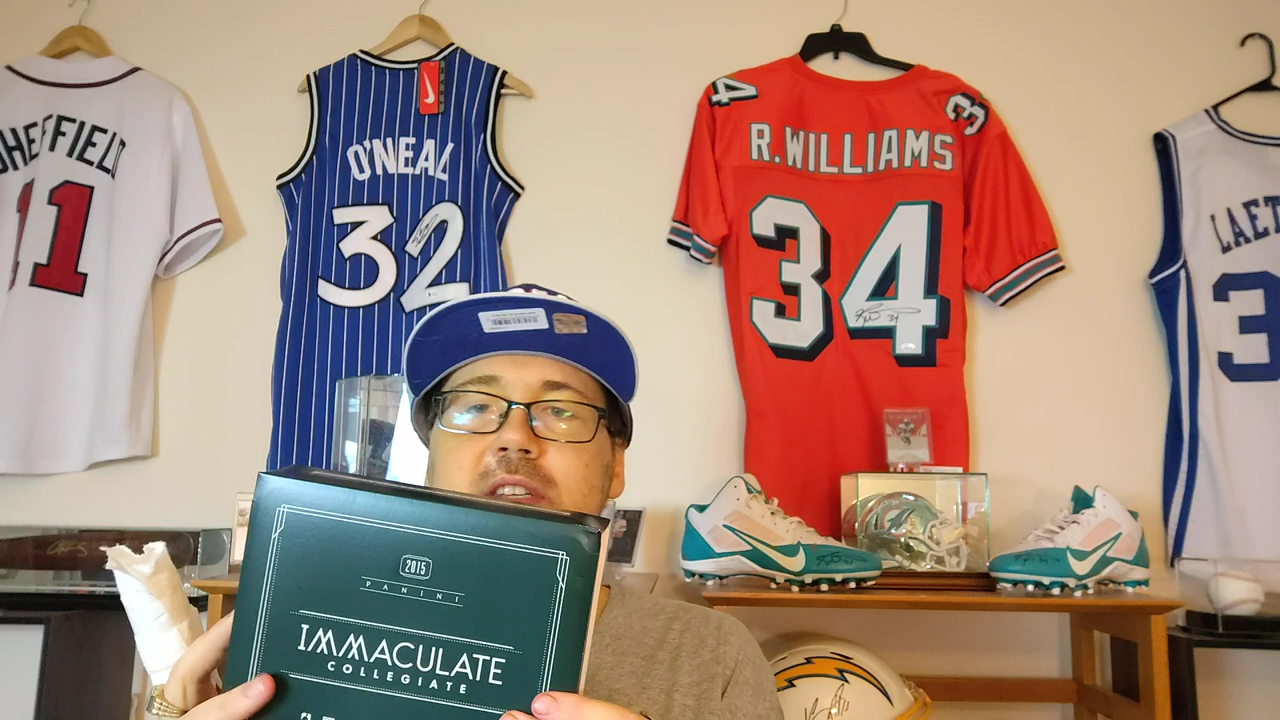 SHEFFIELD
11
O'NEAL
32
34
34
R.WILLIAMS
34
LAET
3
2015
PANINI
IMMACULATE
COLLEGIATE